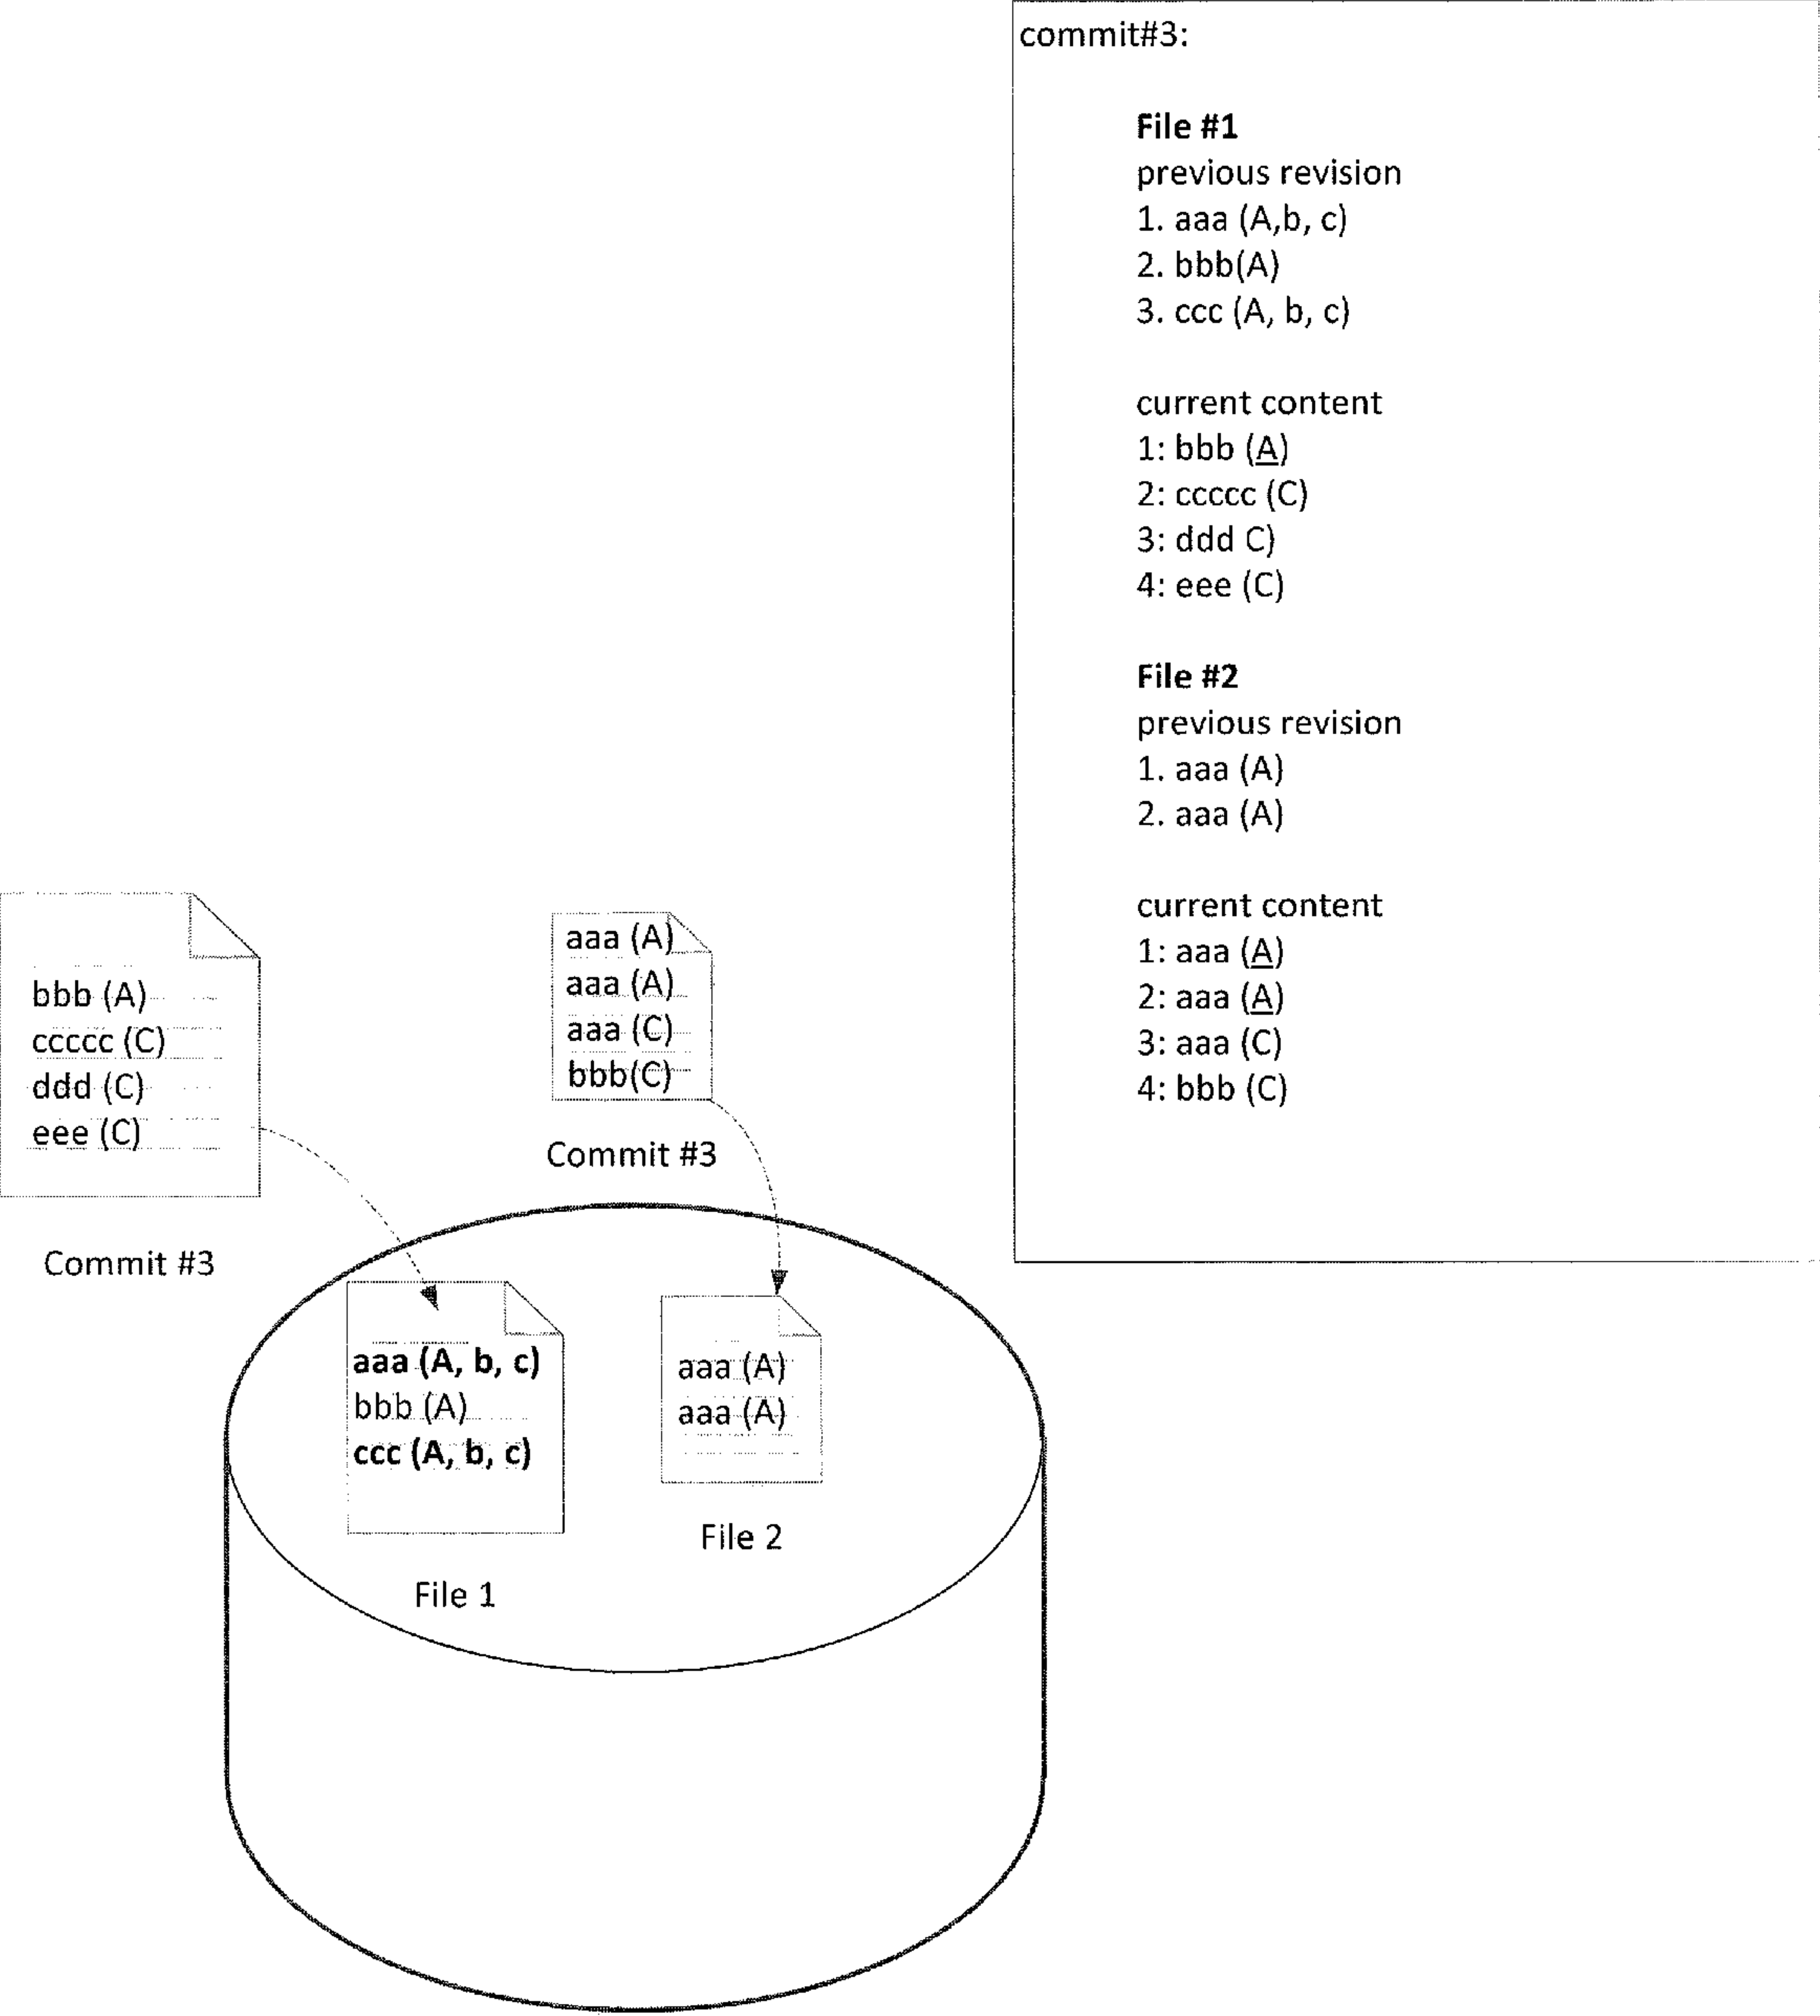 commit#3:
File #1
previous revision
1. aaa (A,b, c)
2. bbb(A)
3. ccc (A, b, c)
current content
1: bbb (A)
2: ccccc (C)
3: ddd C)
4: eee (C)
File #2
previous revision
1. aaa (A)
2. aaa (A)
current content
1: aaa (A)
2: aaa (A)
3: aaa (C)
4: bbb (C)
bbb (A)
ccccc (C)
ddd (C)
eee (C)
Commit #3
aaa (A)
aaa (A)
aaa (C)
bbb(C)
Commit #3
aaa (A, b, c)
bbb (A)
ccc (A, b, c)
File 1
aaa (A)
aaa (A)
File 2